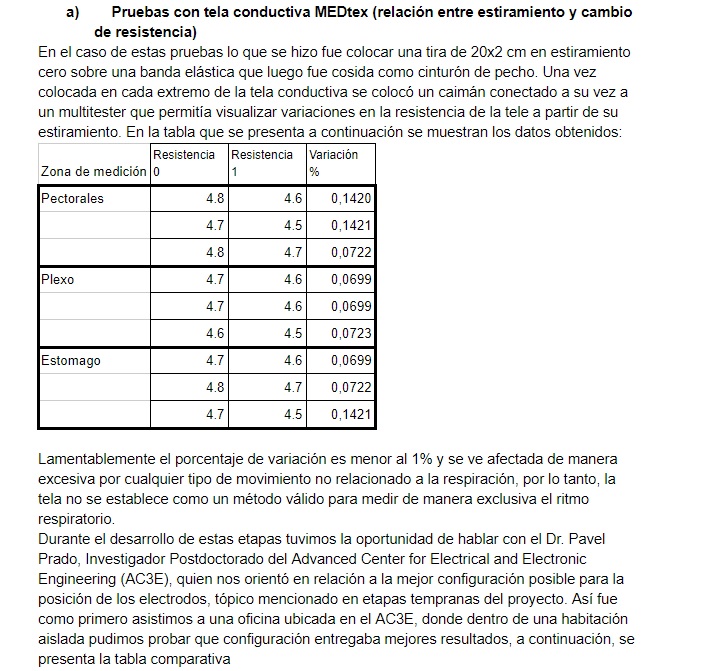 a) Pruebas con tela conductiva MEDtex (relación entre estiramiento y cambio
de resistencia)
En el caso de estas pruebas lo que se hizo fue colocar una tira de 20x2 cm en estiramiento
cero sobre una banda elástica que luego fue cosida como cinturón de pecho. Una vez
colocada en cada extremo de la tela conductiva se colocó un caimán conectado a su vez a
un multitester que permitía visualizar variaciones en la resistencia de la tele a partir de su
estiramiento. En la tabla que se presenta a continuación se muestran los datos obtenidos:
Zona de medición Resistencia 0 Resistencia 1 Variación %
Pectorales 4.8 4.6 0,1420
4.7 4.5 0,1421
4.8 4.7 0,0722
Plexo 4.7 4.6 0,0699
4.7 4.6 0,0699
4.6 4.5 0,0723
Estomago 4.7 4.6 0,0699
4.8 4.7 0,0722
4.7 4.5 0,1421
Lamentablemente el porcentaje de variación es menor al 1% y se ve afectada de manera
excesiva por cualquier tipo de movimiento no relacionado a la respiración, por lo tanto, la
tela no se establece como un método válido para medir de manera exclusiva el ritmo
respiratorio.
Durante el desarrollo de estas etapas tuvimos la oportunidad de hablar con el Dr. Pavel
Prado, Investigador Postdoctorado del Advanced Center for Electrical and Electronic
Engineering (AC3E), quien nos orientó en relación a la mejor configuración posible para la
posición de los electrodos, tópico mencionado en etapas tempranas del proyecto. Así fue
como primero asistimos a una oficina ubicada en el AC3E, donde dentro de una habitación
aislada pudimos probar que configuración entregaba mejores resultados, a continuación, se
presenta la tabla comparativa